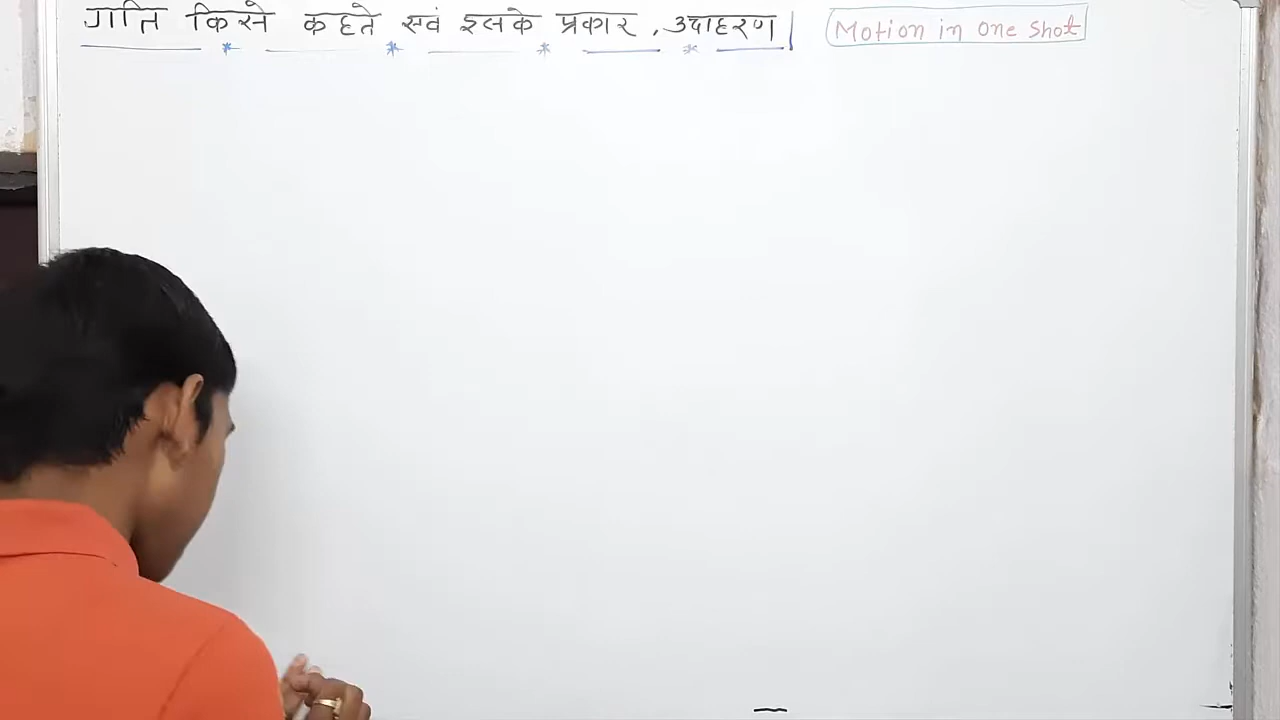 गति किसे कहते एवं इसके प्रकार, उदाहरण| Motion in one shot